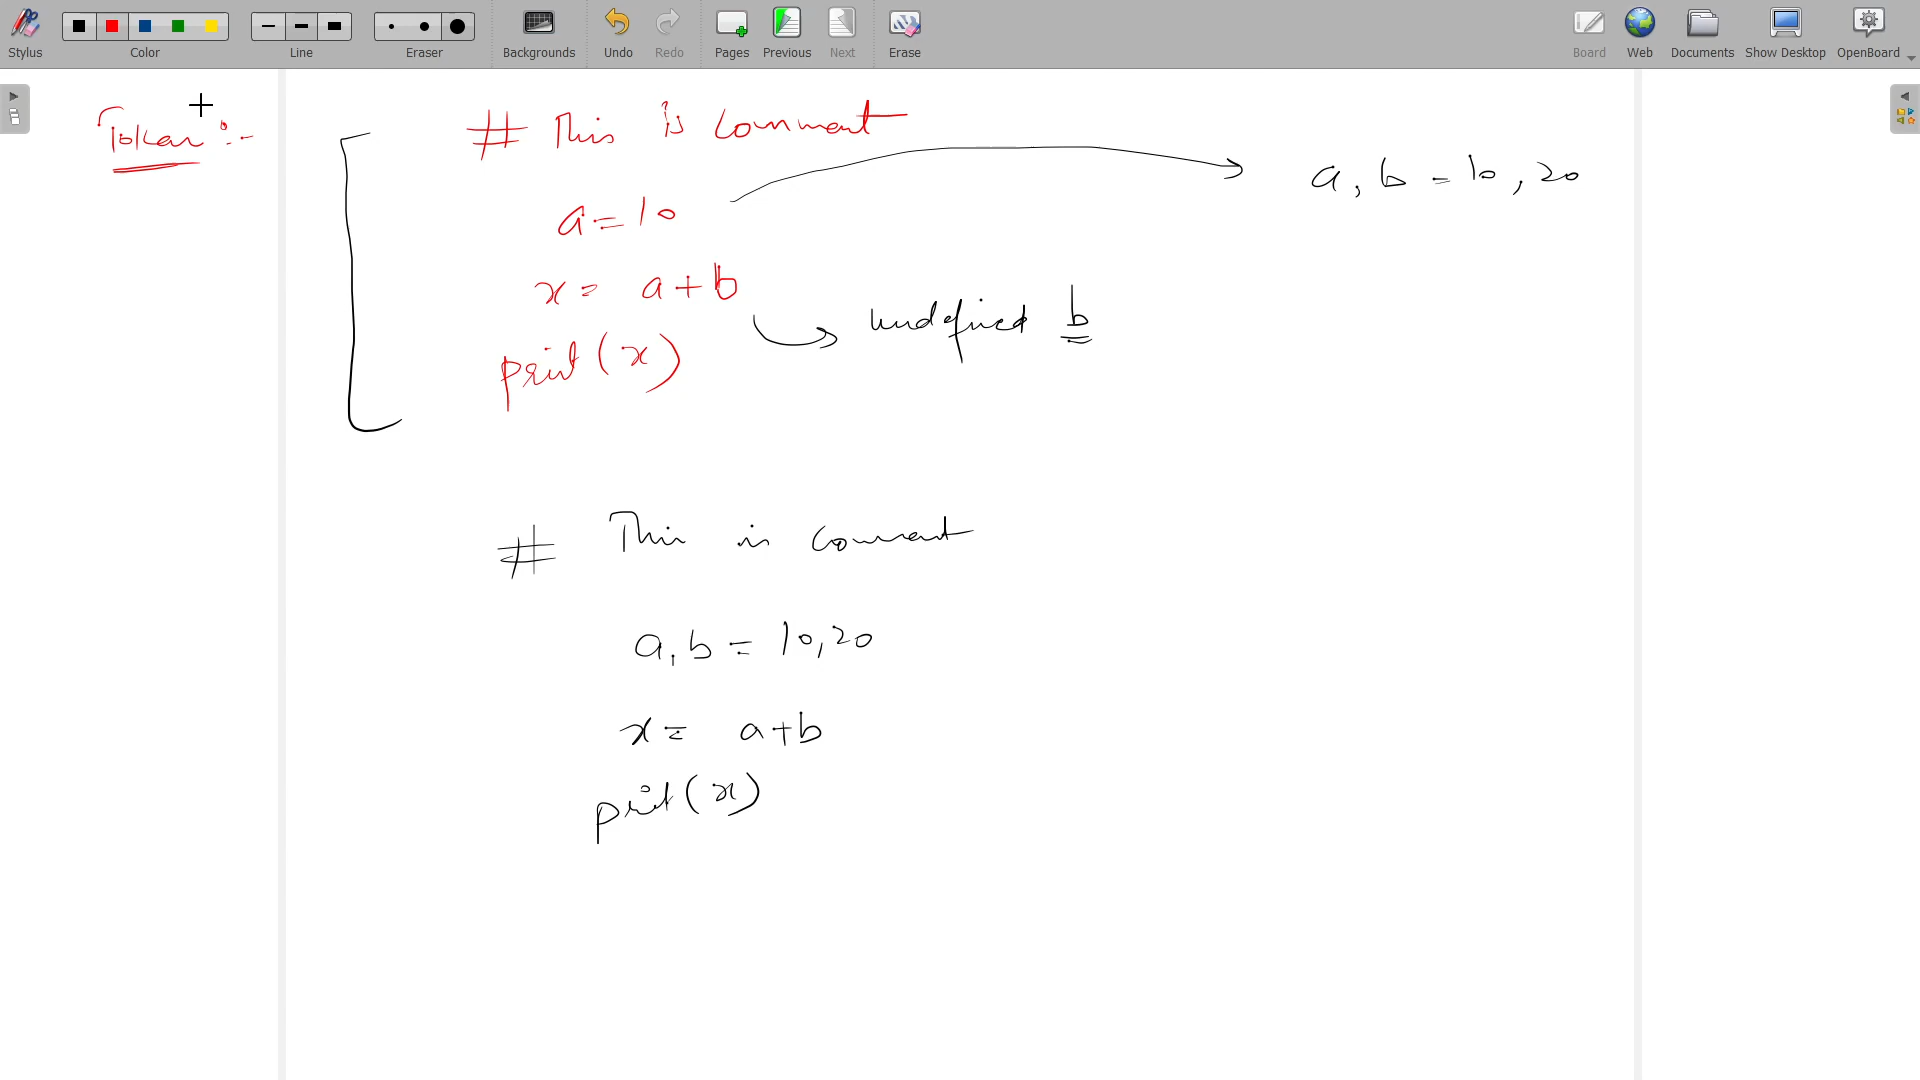 Stylus Color Line Eraser Backgrounds Undo Redo Pages Previous Next Erase Board Web Documents Show Desktop OpenBoard
Token :-
# This is comment
a = 10
a, b = 10, 20
x = a + b
undefined b
print (x)
# This is comment
a, b = 10, 20
x = a + b
print (x)